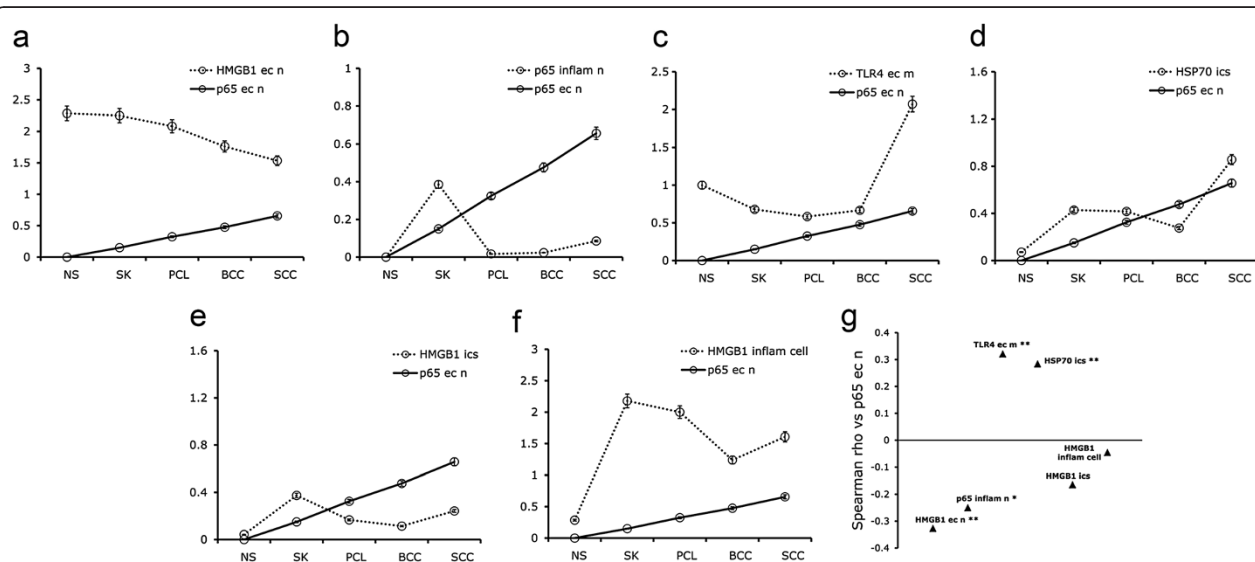 a
3
2.5
2
1.5
1
0.5
0
HMGB1 ec n
p65 ec n
NS SK PCL BCC SCC
b
1
0.8
0.6
0.4
0.2
0
p65 inflam n
p65 ec n
NS SK PCL BCC SCC
c
2.5
2
1.5
1
0.5
0
TLR4 ec m
p65 ec n
NS SK PCL BCC SCC
d
1.6
1.2
0.8
0.4
0
HSP70 ics
p65 ec n
NS SK PCL BCC SCC
e
1.6
1.2
0.8
0.4
0
HMGB1 ics
p65 ec n
NS SK PCL BCC SCC
f
3
2.5
2
1.5
1
0.5
0
HMGB1 inflam cell
p65 ec n
NS SK PCL BCC SCC
g
Spearman rho vs p65 ec n
0.4
0.3
0.2
0.1
0
-0.1
-0.2
-0.3
-0.4
TLR4 ec m **
HSP70 ics **
HMGB1
inflam cell
HMGB1 ics
p65 inflam n *
HMGB1 ec n **